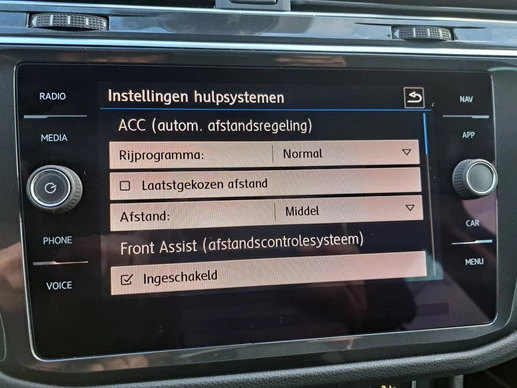 RADIO
MEDIA
PHONE
VOICE
Instellingen hulpsystemen
ACC (autom. afstandsregeling)
Rijprogramma: Normal
Laatstgekozen afstand
Afstand: Middel
Front Assist (afstandscontrolesysteem)
Ingeschakeld
NAV
APP
CAR
MENU